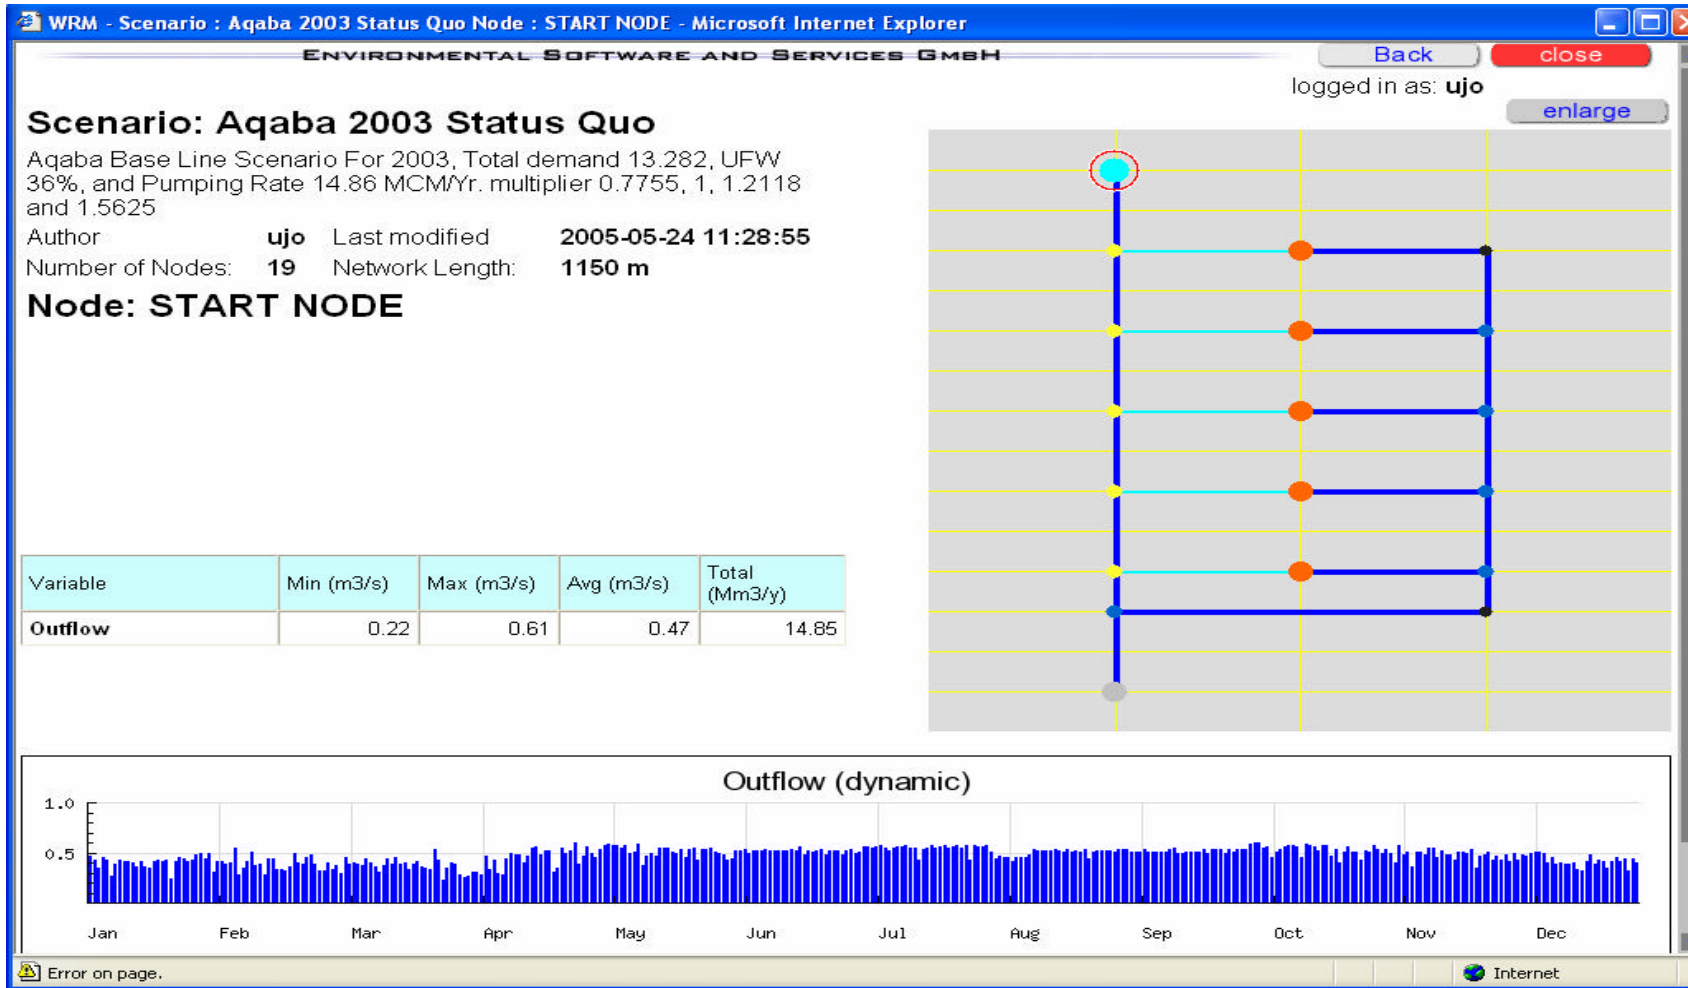 WRM - Scenario : Aqaba 2003 Status Quo Node : START NODE - Microsoft Internet Explorer
ENVIRONMENTAL SOFTWARE AND SERVICES GMBH
Back
close
logged in as: ujo
enlarge
Scenario: Aqaba 2003 Status Quo
Aqaba Base Line Scenario For 2003, Total demand 13.282, UFW
36%, and Pumping Rate 14.86 MCM/Yr. multiplier 0.7755, 1, 1.2118
and 1.5625
Author ujo Last modified 2005-05-24 11:28:55
Number of Nodes: 19 Network Length: 1150 m
Node: START NODE
Variable Min (m3/s) Max (m3/s) Avg (m3/s) Total
(Mm3/y)
Outflow 0.22 0.61 0.47 14.85
Outflow (dynamic)
1.0
0.5
Jan Feb Mar Apr May Jun Jul Aug Sep Oct Nov Dec
Error on page.
Internet